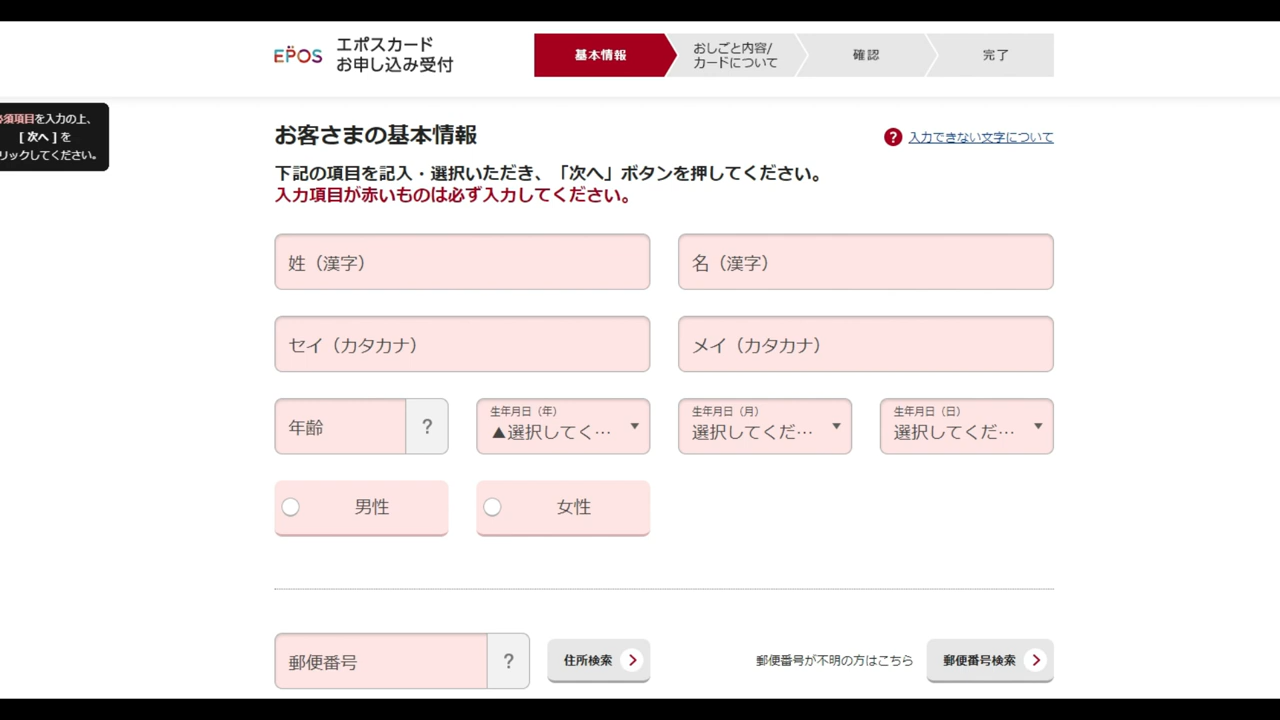 EPOS
エポスカード
お申し込み受付
基本情報
おしごと内容/
カードについて
確認
完了
必須項目を入力の上、
[ 次へ ] を
リックしてください。
お客さまの基本情報
? 入力できない文字について
下記の項目を記入・選択いただき、「次へ」ボタンを押してください。
入力項目が赤いものは必ず入力してください。
姓（漢字）
名（漢字）
セイ（カタカナ）
メイ（カタカナ）
年齢 ?
生年月日（年）
▲選択してく… ▼
生年月日（月）
選択してくだ… ▼
生年月日（日）
選択してくだ… ▼
男性
女性
郵便番号 ?
住所検索
郵便番号が不明の方はこちら
郵便番号検索